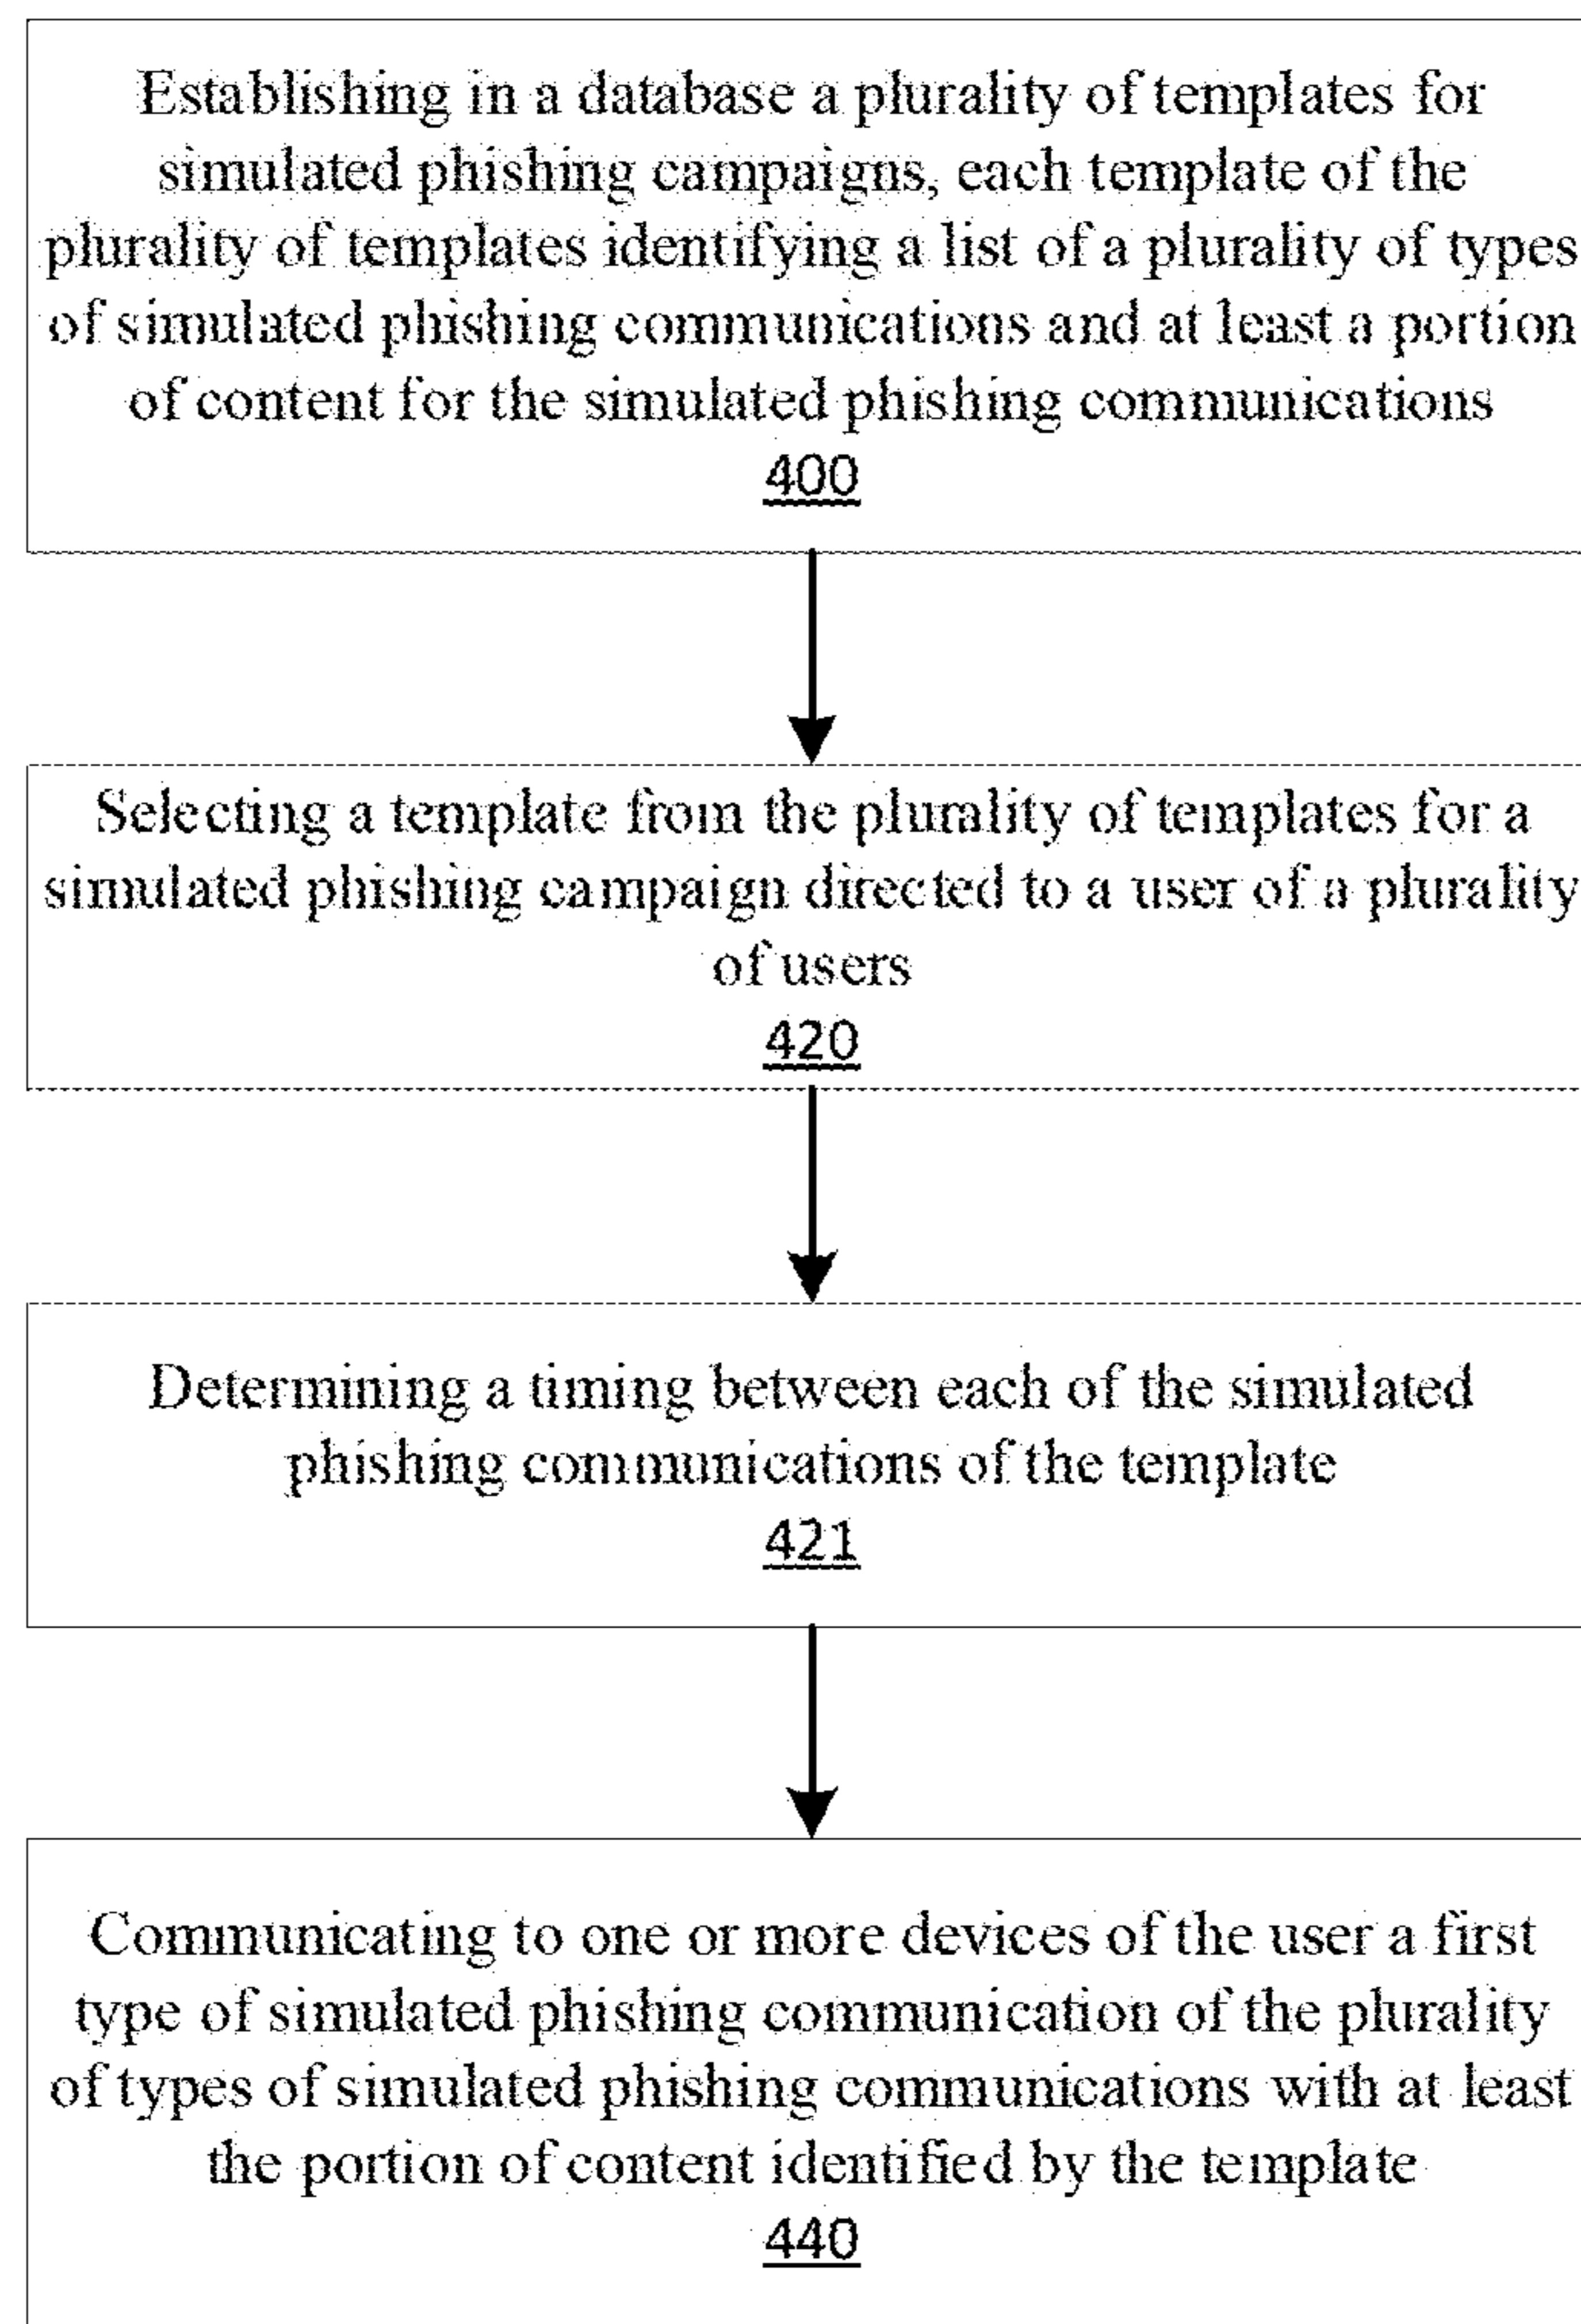 Establishing in a database a plurality of templates for
simulated phishing campaigns, each template of the
plurality of templates identifying a list of a plurality of types
of simulated phishing communications and at least a portion
of content for the simulated phishing communications
400
Selecting a template from the plurality of templates for a
simulated phishing campaign directed to a user of a plurality
of users
420
Determining a timing between each of the simulated
phishing communications of the template
421
Communicating to one or more devices of the user a first
type of simulated phishing communication of the plurality
of types of simulated phishing communications with at least
the portion of content identified by the template
440